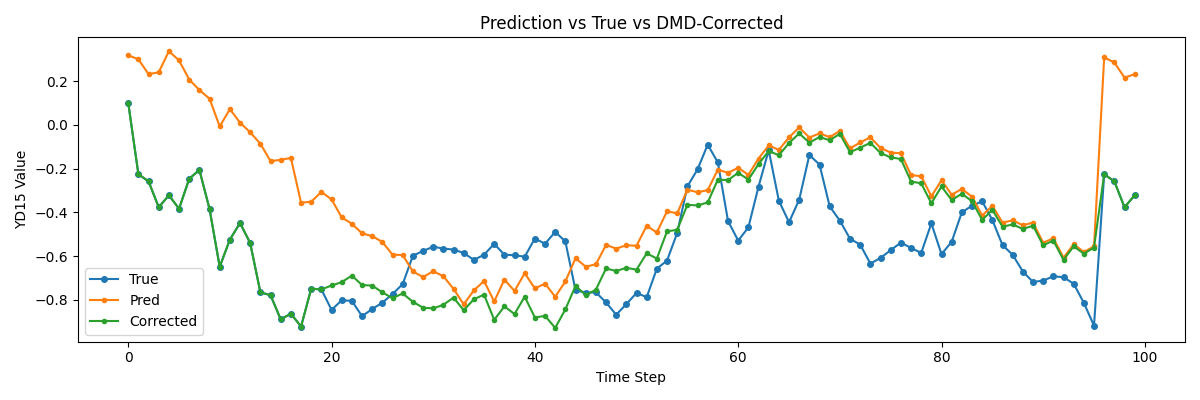 Prediction vs True vs DMD-Corrected
YD15 Value
0.2
0.0
−0.2
−0.4
−0.6
−0.8
True
Pred
Corrected
0
20
40
60
80
100
Time Step